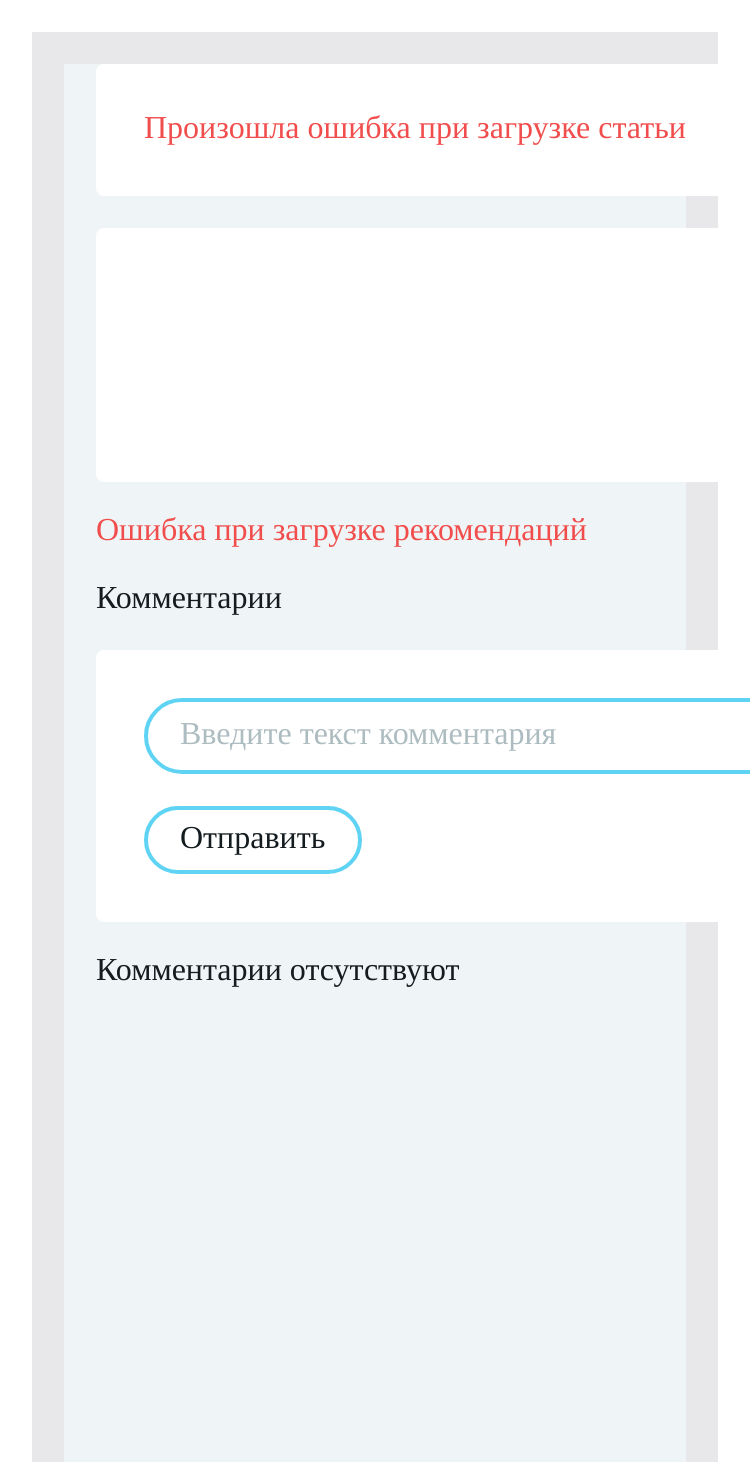 Произошла ошибка при загрузке статьи
Ошибка при загрузке рекомендаций
Комментарии
Введите текст комментария
Отправить
Комментарии отсутствуют